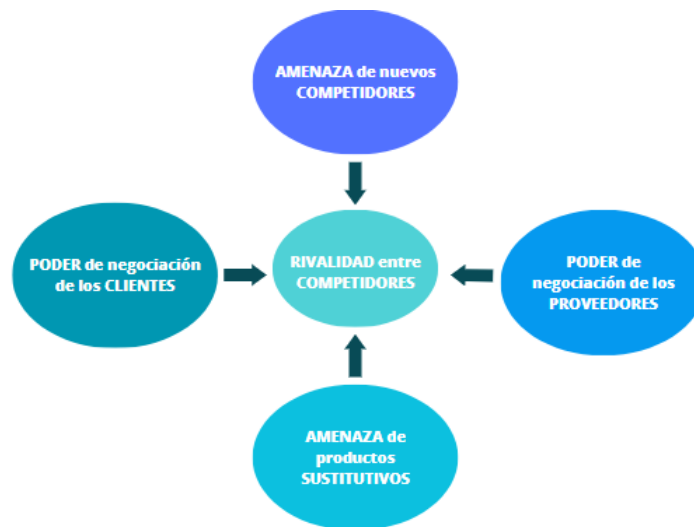 AMENAZA de nuevos
COMPETIDORES
PODER de negociación
de los CLIENTES
RIVALIDAD entre
COMPETIDORES
PODER de
negociación de los
PROVEEDORES
AMENAZA de
productos
SUSTITUTIVOS